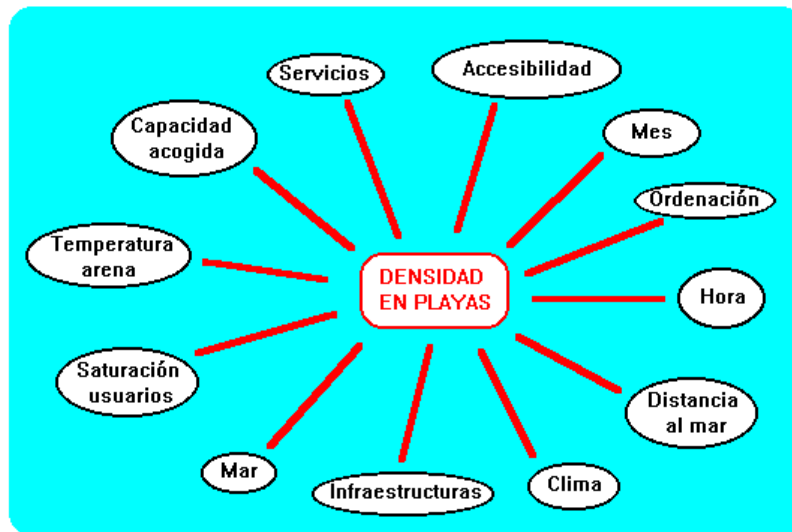 Servicios
Accesibilidad
Capacidad
acogida
Mes
Ordenación
Temperatura
arena
DENSIDAD
EN PLAYAS
Hora
Saturación
usuarios
Distancia
al mar
Mar
Infraestructuras
Clima